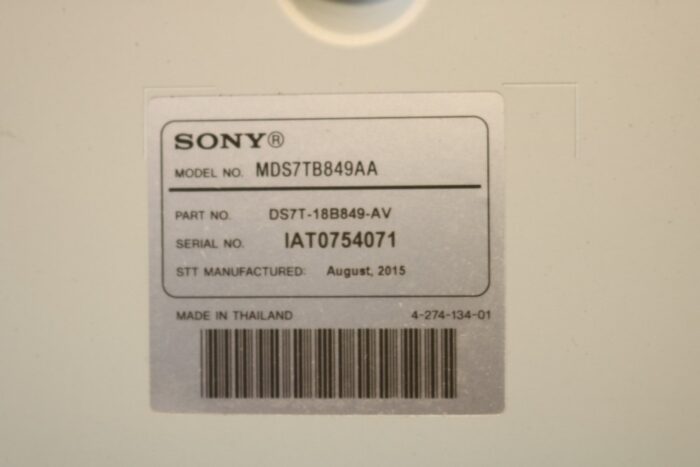 SONY®
MODEL NO. MDS7TB849AA
PART NO. DS7T-18B849-AV
SERIAL NO. IAT0754071
STT MANUFACTURED: August, 2015
MADE IN THAILAND 4-274-134-01